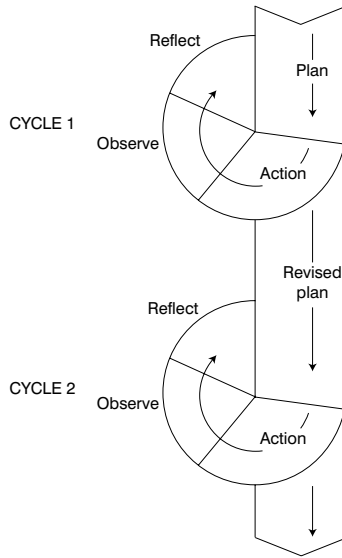 Reflect
Plan
CYCLE 1
Observe
Action
Revised
plan
Reflect
CYCLE 2
Observe
Action